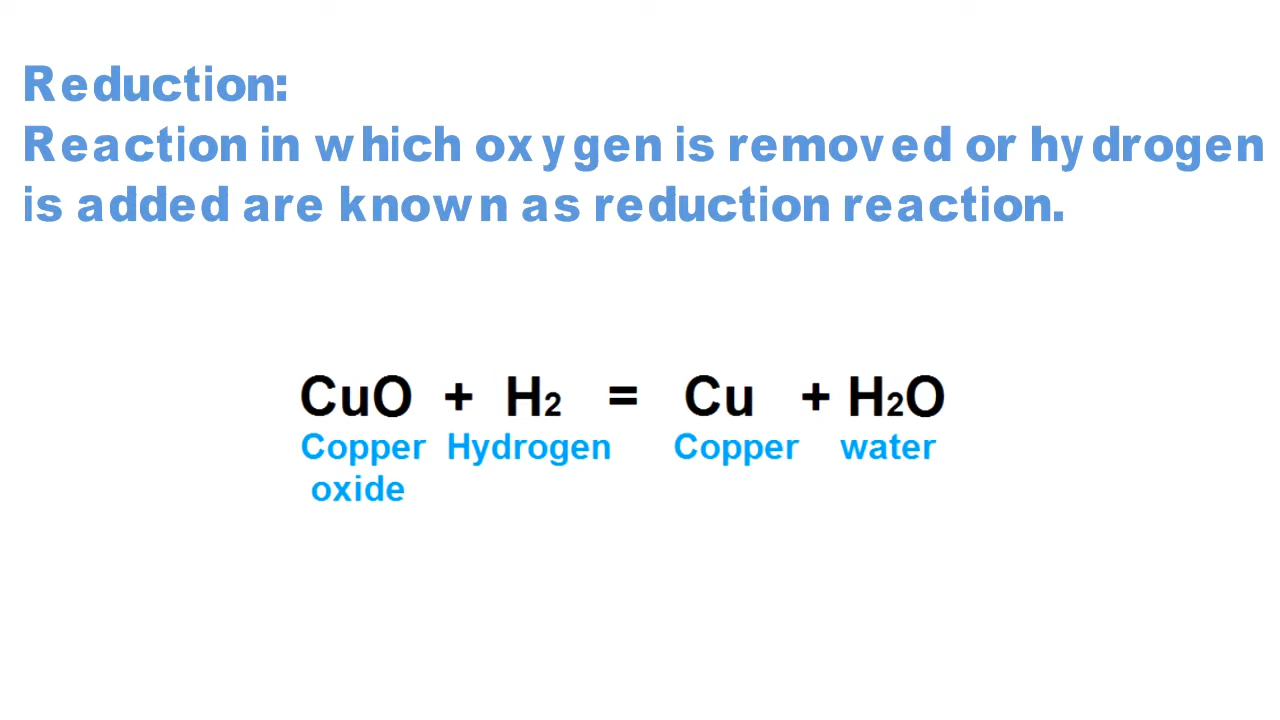 Reduction:
Reaction in which oxygen is removed or hydrogen
is added are known as reduction reaction.
CuO + H2 = Cu + H2O
Copper Hydrogen Copper water
oxide